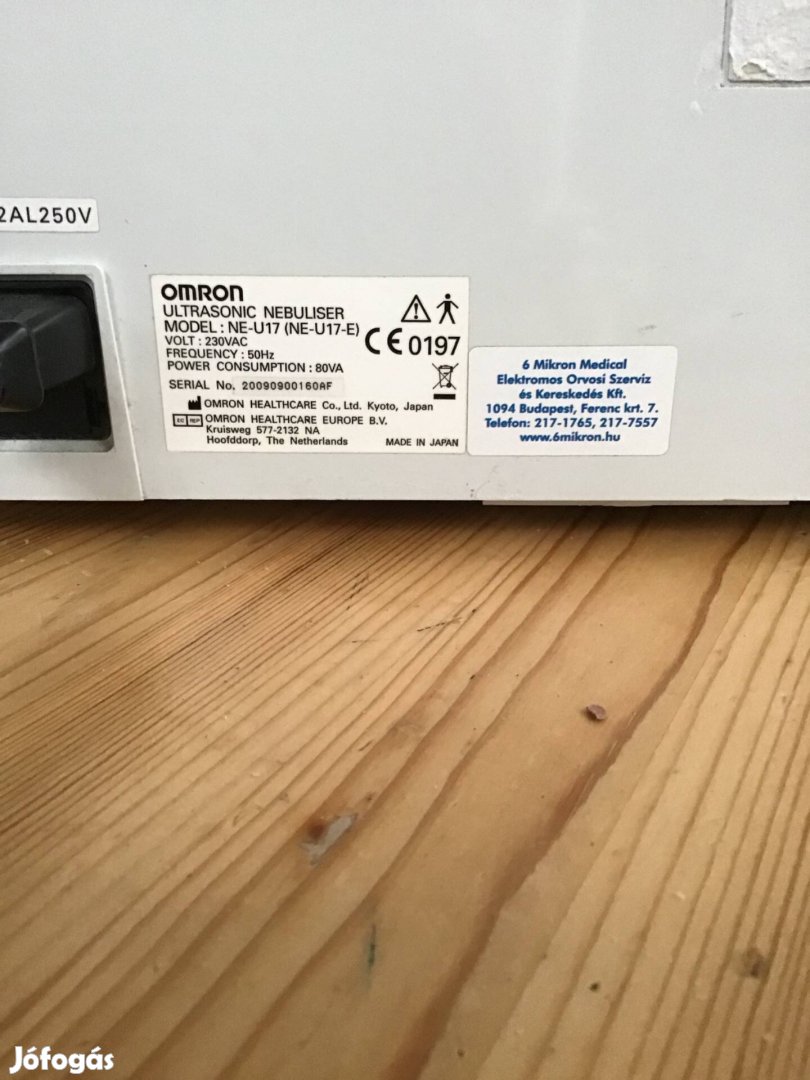 2AL250V
OMRON
ULTRASONIC NEBULISER
MODEL : NE-U17 (NE-U17-E)
VOLT : 230VAC
FREQUENCY : 50Hz
POWER CONSUMPTION : 80VA
CE 0197
SERIAL No. 20090900160AF
OMRON HEALTHCARE Co., Ltd. Kyoto, Japan
EC REP OMRON HEALTHCARE EUROPE B.V.
Kruisweg 577-2132 NA
Hoofddorp, The Netherlands
MADE IN JAPAN
6 Mikron Medical
Elektromos Orvosi Szerviz
és Kereskedés Kft.
1094 Budapest, Ferenc krt. 7.
Telefon: 217-1765, 217-7557
www.6mikron.hu
Jófogás